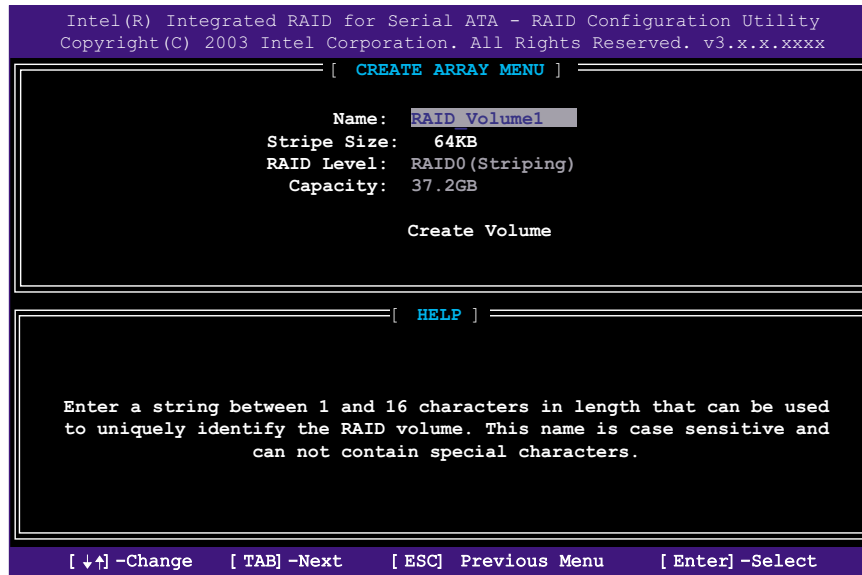 Intel(R) Integrated RAID for Serial ATA - RAID Configuration Utility
Copyright(C) 2003 Intel Corporation. All Rights Reserved. v3.x.x.xxxx
[ CREATE ARRAY MENU ]
Name: RAID_Volume1
Stripe Size: 64KB
RAID Level: RAID0(Striping)
Capacity: 37.2GB
Create Volume
[ HELP ]
Enter a string between 1 and 16 characters in length that can be used
to uniquely identify the RAID volume. This name is case sensitive and
can not contain special characters.
[↓↑]-Change [TAB]-Next [ESC] Previous Menu [Enter]-Select